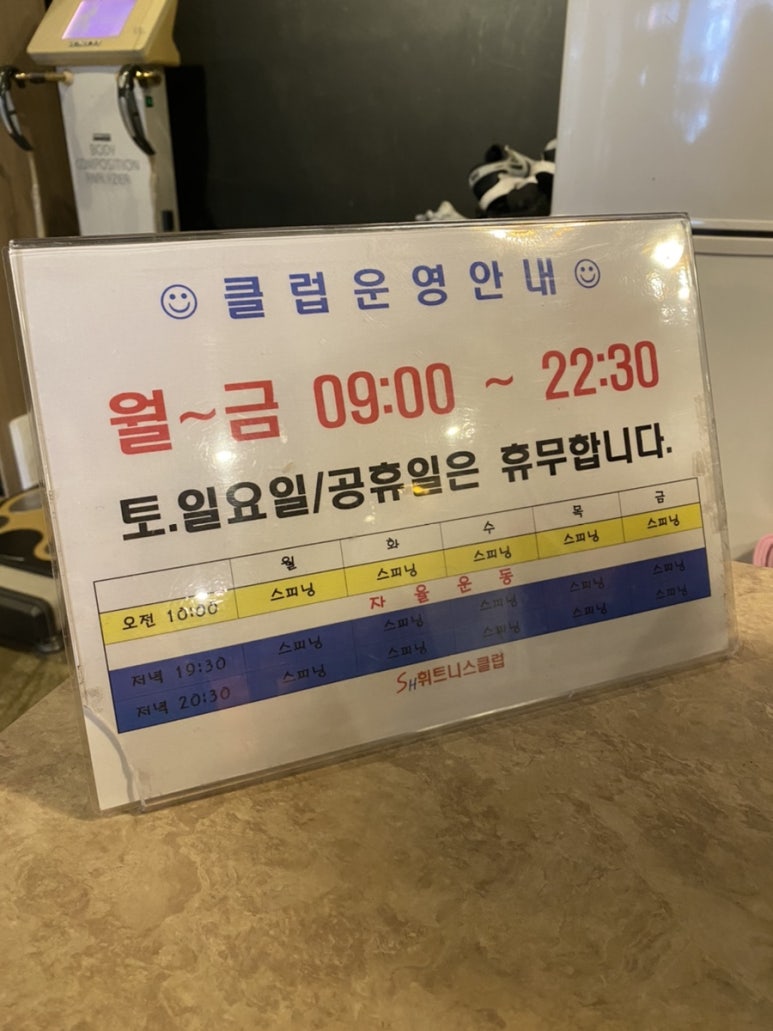 BODY
COMPOSITION
ANALYZER
클럽운영안내
월~금 09:00 ~ 22:30
토.일요일/공휴일은 휴무합니다.
월 화 수 목 금
오전 10:00 스피닝 스피닝 스피닝 스피닝 스피닝
자율운동
저녁 19:30 스피닝 스피닝 스피닝 스피닝 스피닝
저녁 20:30 스피닝 스피닝 스피닝 스피닝 스피닝
SH휘트니스클럽